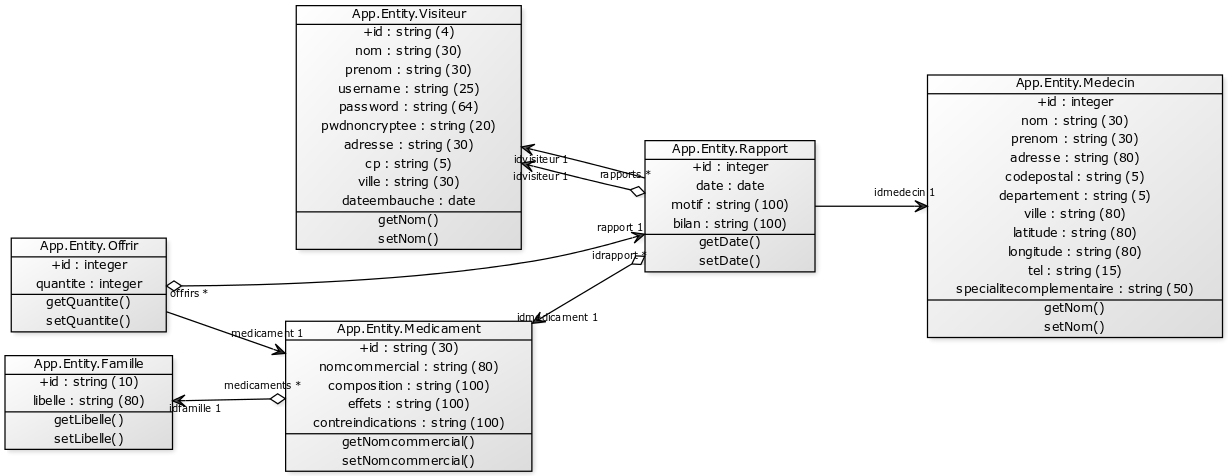 App.Entity.Visiteur
+id : string (4)
nom : string (30)
prenom : string (30)
username : string (25)
password : string (64)
pwdnoncryptee : string (20)
adresse : string (30)
cp : string (5)
ville : string (30)
dateembauche : date
getNom()
setNom()
App.Entity.Medecin
+id : integer
nom : string (30)
prenom : string (30)
adresse : string (80)
codepostal : string (5)
departement : string (5)
ville : string (80)
latitude : string (80)
longitude : string (80)
tel : string (15)
specialitecomplementaire : string (50)
getNom()
setNom()
App.Entity.Rapport
+id : integer
date : date
motif : string (100)
bilan : string (100)
getDate()
setDate()
idvisiteur 1
idvisiteur 1
rapports *
idmedecin 1
rapport 1
idrapport *
App.Entity.Offrir
+id : integer
quantite : integer
getQuantite()
setQuantite()
offrirs *
medicament 1
idmedicament 1
App.Entity.Medicament
+id : string (30)
nomcommercial : string (80)
composition : string (100)
effets : string (100)
contreindications : string (100)
getNomcommercial()
setNomcommercial()
App.Entity.Famille
+id : string (10)
libelle : string (80)
getLibelle()
setLibelle()
medicaments *
idfamille 1